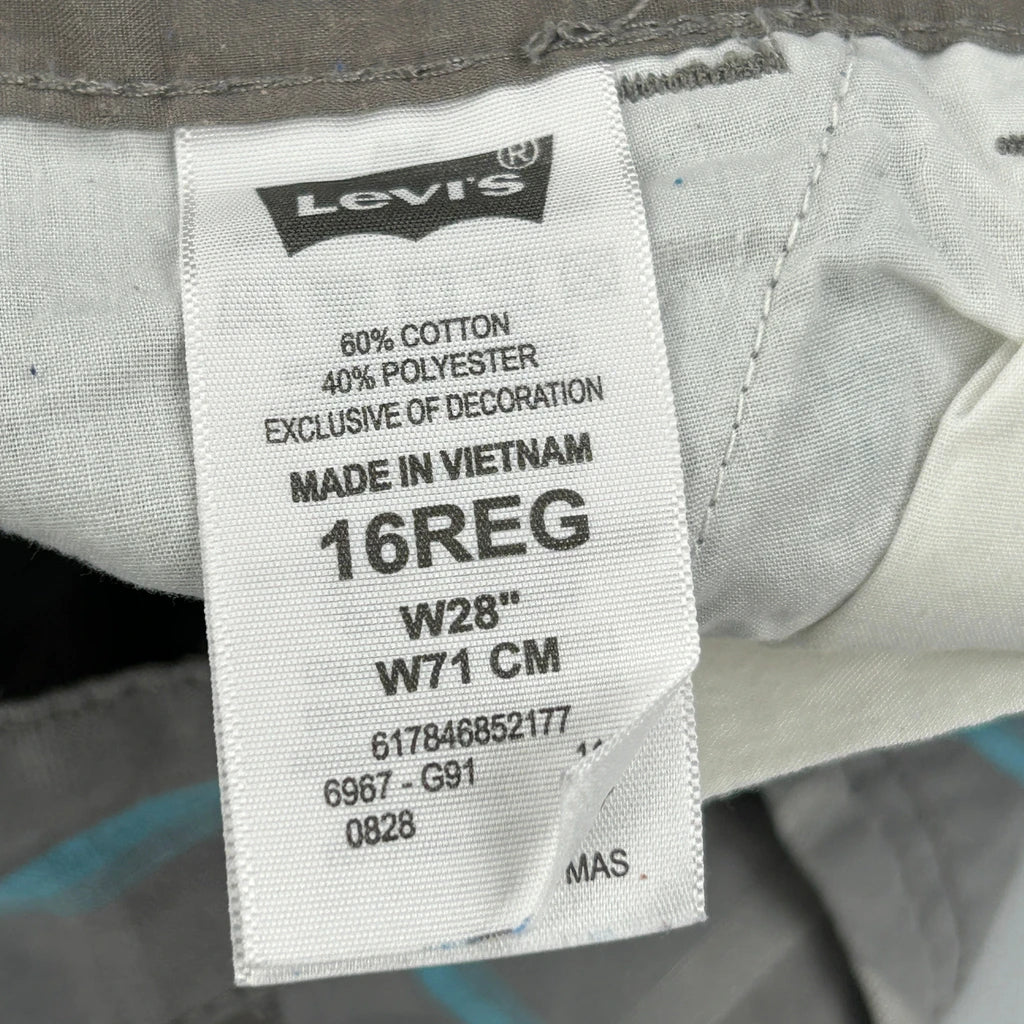 Levi's®
60% COTTON
40% POLYESTER
EXCLUSIVE OF DECORATION
MADE IN VIETNAM
16REG
W28"
W71 CM
617846852177
6967 - G91
0828
MAS